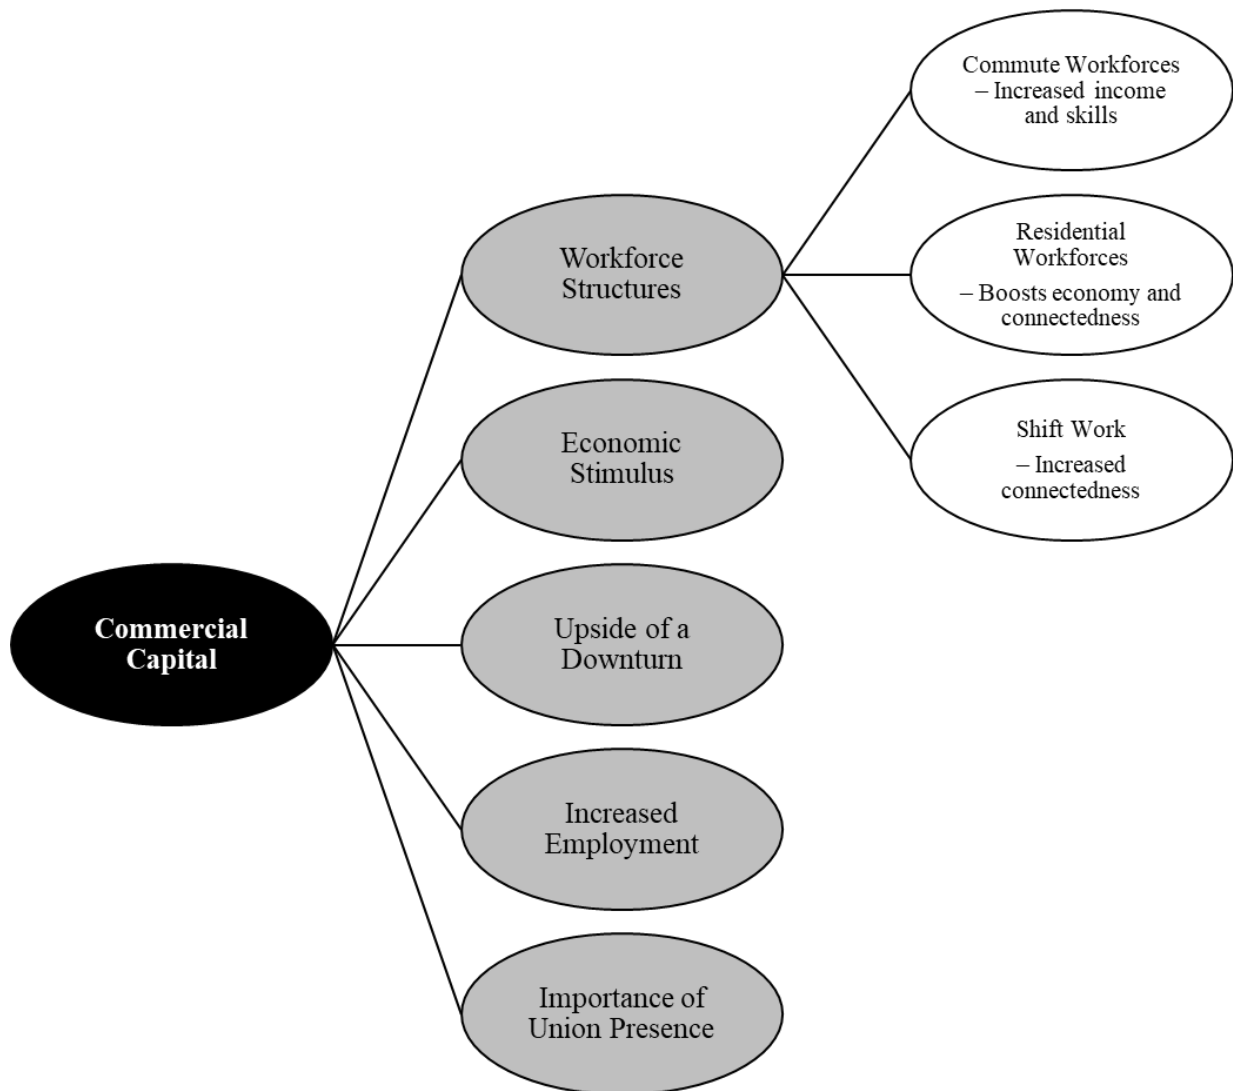 Commercial
Capital
Workforce
Structures
Economic
Stimulus
Upside of a
Downturn
Increased
Employment
Importance of
Union Presence
Commute Workforces
– Increased income
and skills
Residential
Workforces
– Boosts economy and
connectedness
Shift Work
– Increased
connectedness